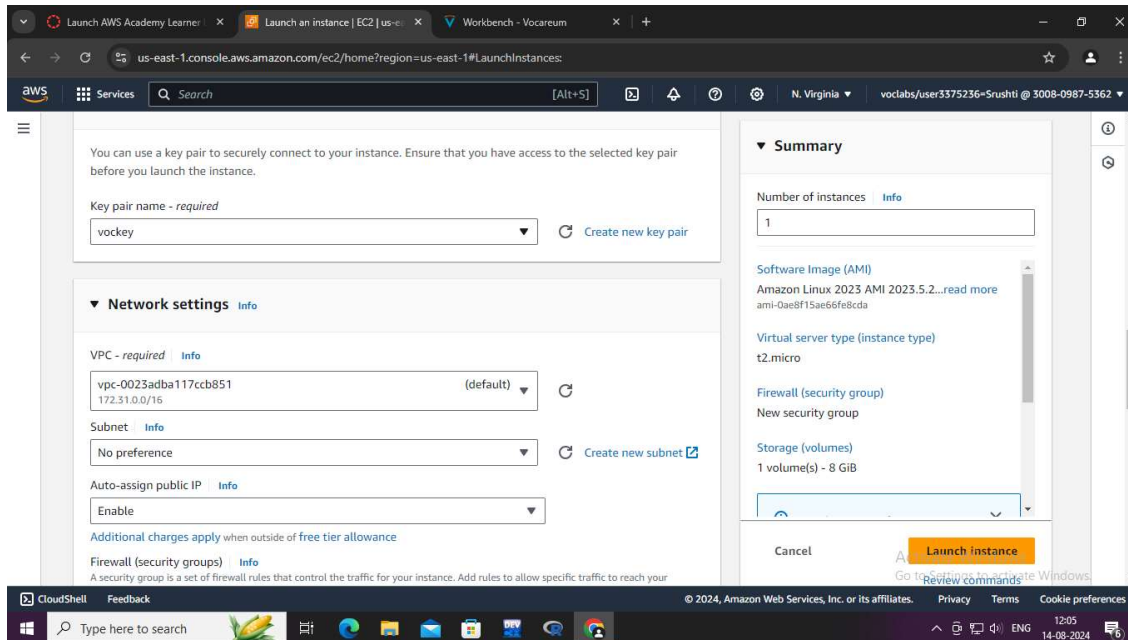 Launch AWS Academy Learner L
Launch an instance | EC2 | us-ea
Workbench - Vocareum
us-east-1.console.aws.amazon.com/ec2/home?region=us-east-1#LaunchInstances:
aws
Services
Search
[Alt+S]
N. Virginia
voclabs/user3375236=Srushti @ 3008-0987-5362
You can use a key pair to securely connect to your instance. Ensure that you have access to the selected key pair
before you launch the instance.
Key pair name - required
vockey
Create new key pair
Network settings Info
VPC - required Info
vpc-0023adba117ccb851 (default)
172.31.0.0/16
Subnet Info
No preference
Create new subnet
Auto-assign public IP Info
Enable
Additional charges apply when outside of free tier allowance
Firewall (security groups) Info
A security group is a set of firewall rules that control the traffic for your instance. Add rules to allow specific traffic to reach your
Summary
Number of instances Info
1
Software Image (AMI)
Amazon Linux 2023 AMI 2023.5.2...read more
ami-0ae8f15ae66fe8cda
Virtual server type (instance type)
t2.micro
Firewall (security group)
New security group
Storage (volumes)
1 volume(s) - 8 GiB
Cancel
Launch instance
Review commands
Go to Settings to activate Windows.
CloudShell
Feedback
© 2024, Amazon Web Services, Inc. or its affiliates.
Privacy
Terms
Cookie preferences
Type here to search
DEV
ENG
12:05
14-08-2024
6